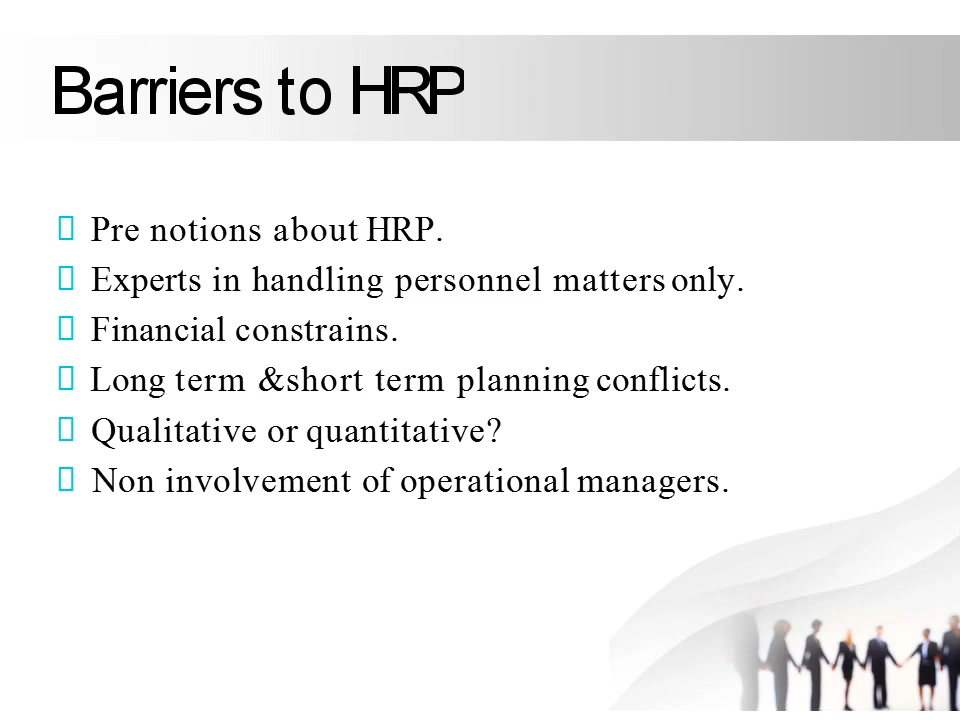 Barriers to HRP
Pre notions about HRP.
Experts in handling personnel matters only.
Financial constrains.
Long term &short term planning conflicts.
Qualitative or quantitative?
Non involvement of operational managers.